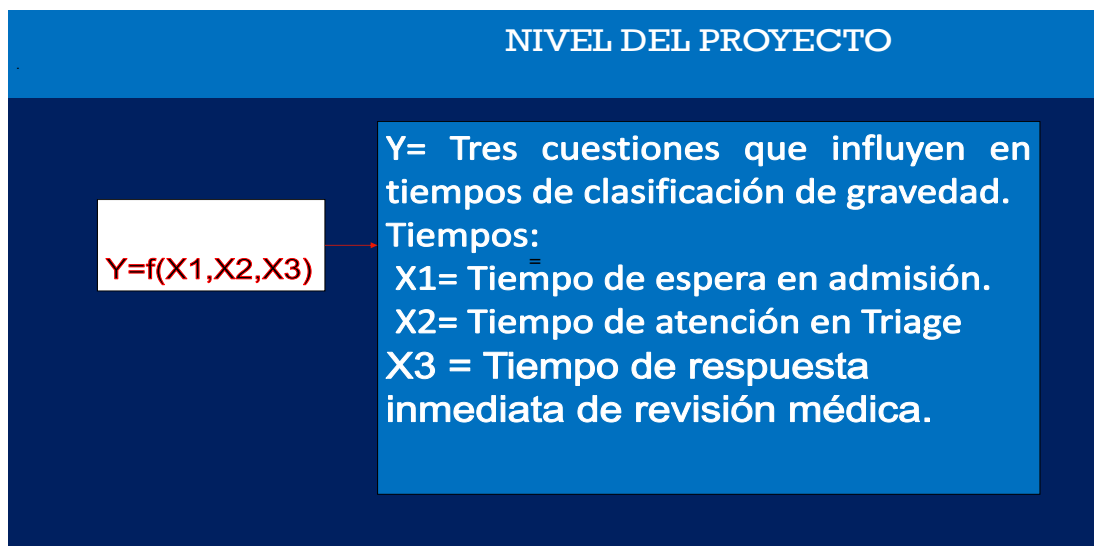 NIVEL DEL PROYECTO
.
Y=f(X1,X2,X3)
Y= Tres cuestiones que influyen en
tiempos de clasificación de gravedad.
Tiempos:
=
X1= Tiempo de espera en admisión.
X2= Tiempo de atención en Triage
X3 = Tiempo de respuesta
inmediata de revisión médica.